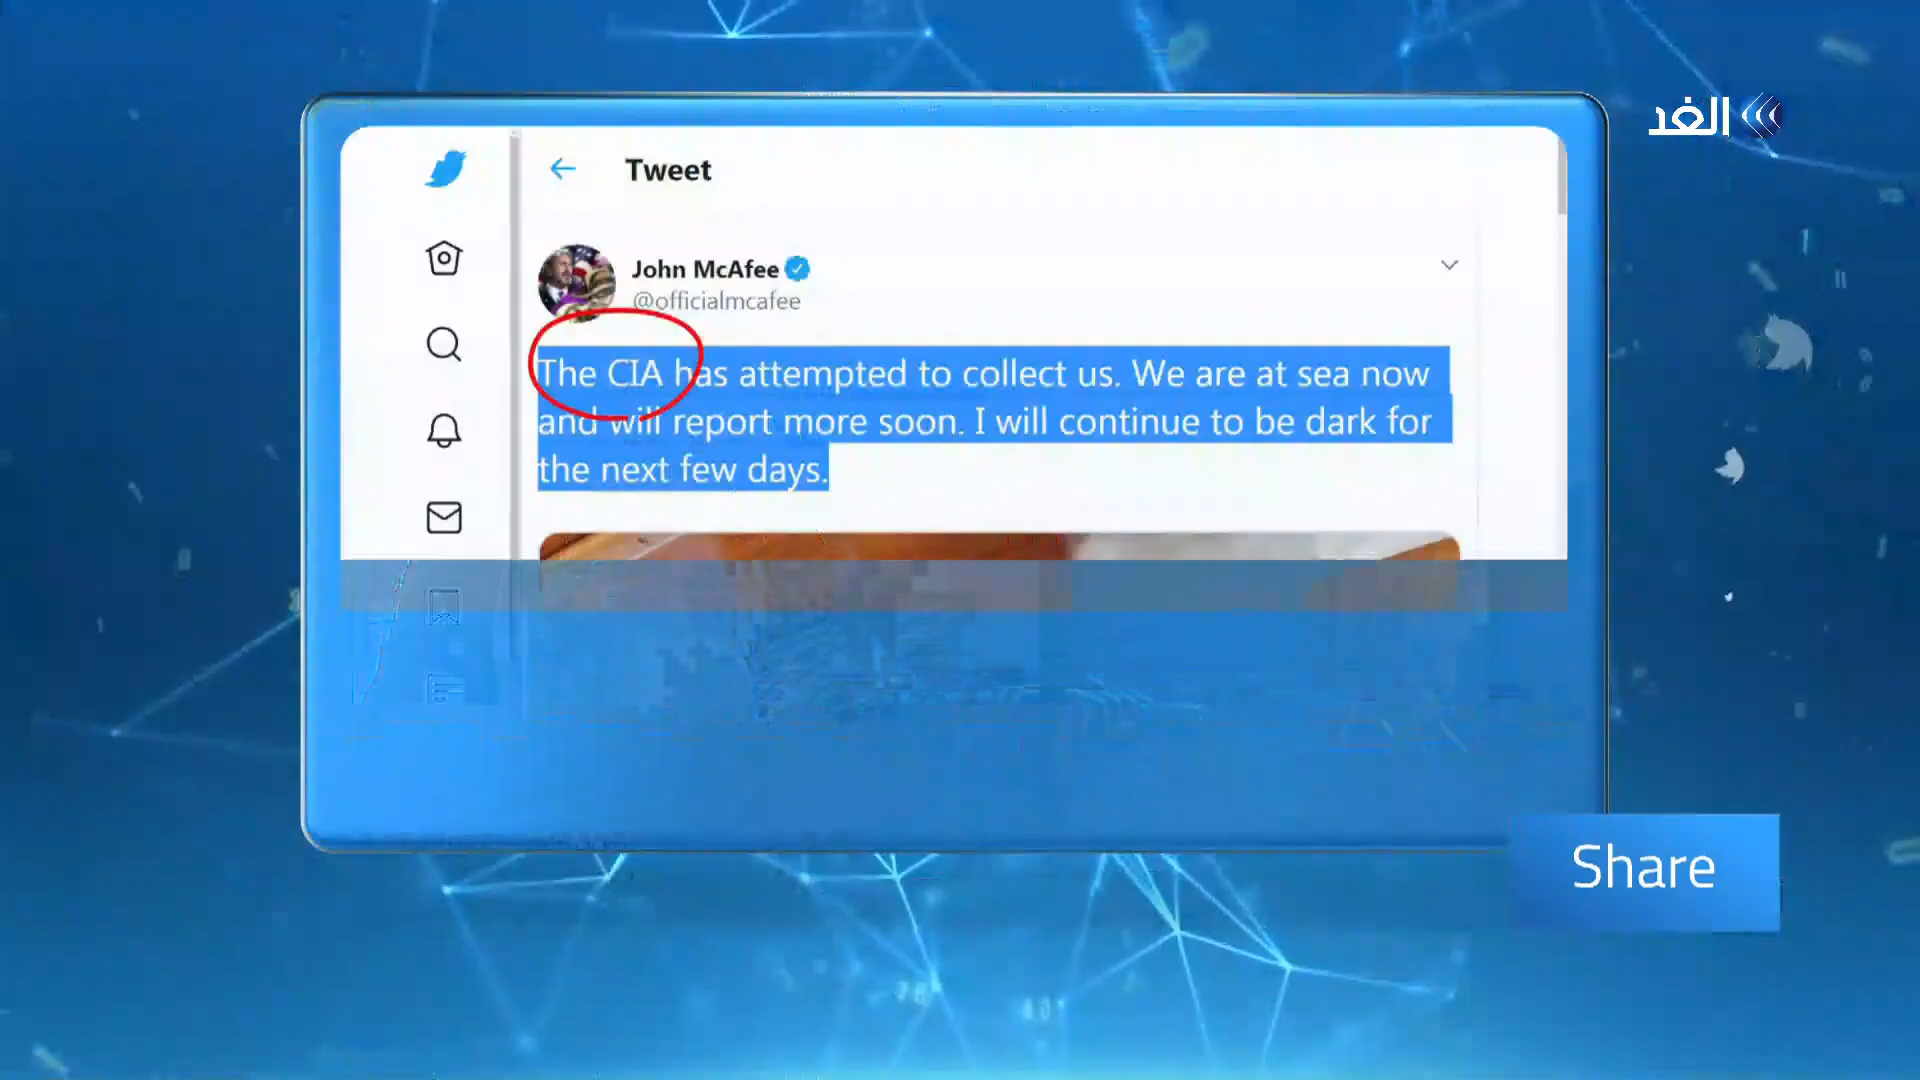 الغد
Tweet
John McAfee
@officialmcafee
The CIA has attempted to collect us. We are at sea now
and will report more soon. I will continue to be dark for
the next few days.
Share